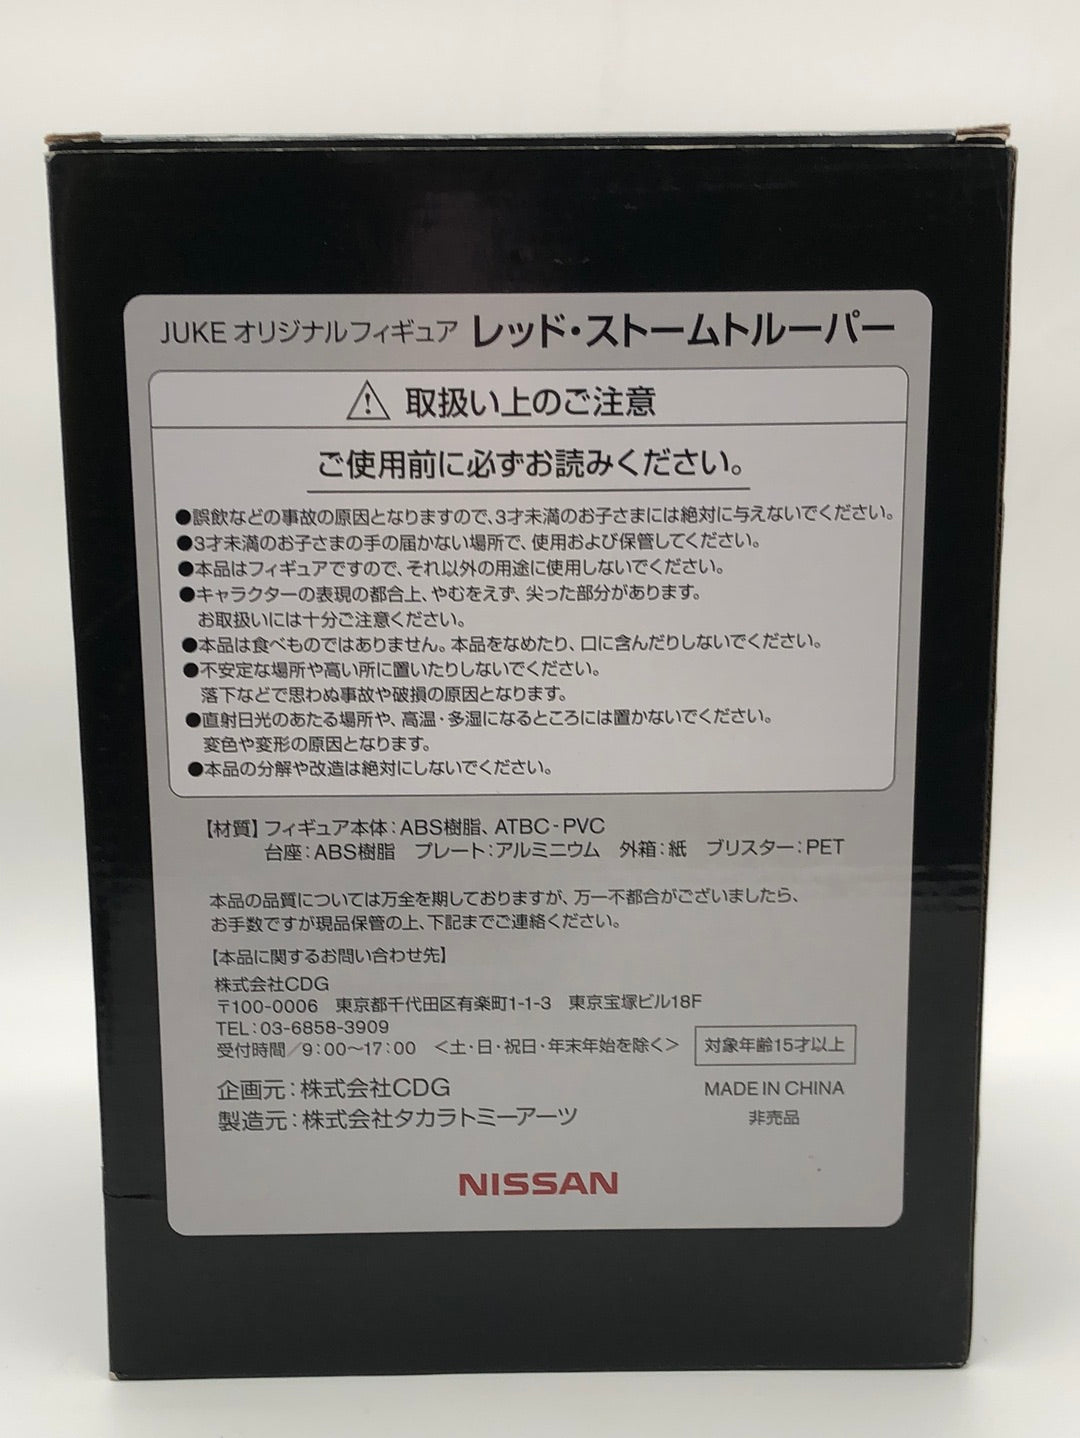 JUKE オリジナルフィギュア レッド・ストームトルーパー
取扱い上のご注意
ご使用前に必ずお読みください。
●誤飲などの事故の原因となりますので、3才未満のお子さまには絶対に与えないでください。
●3才未満のお子さまの手の届かない場所で、使用および保管してください。
●本品はフィギュアですので、それ以外の用途に使用しないでください。
●キャラクターの表現の都合上、やむをえず、尖った部分があります。
お取扱いには十分ご注意ください。
●本品は食べものではありません。本品をなめたり、口に含んだりしないでください。
●不安定な場所や高い所に置いたりしないでください。
落下などで思わぬ事故や破損の原因となります。
●直射日光のあたる場所や、高温・多湿になるところには置かないでください。
変色や変形の原因となります。
●本品の分解や改造は絶対にしないでください。
【材質】フィギュア本体：ABS樹脂、ATBC-PVC
台座：ABS樹脂 プレート：アルミニウム 外箱：紙 ブリスター：PET
本品の品質については万全を期しておりますが、万一不都合がございましたら、
お手数ですが現品保管の上、下記までご連絡ください。
【本品に関するお問い合わせ先】
株式会社CDG
〒100-0006 東京都千代田区有楽町1-1-3 東京宝塚ビル18F
TEL：03-6858-3909
受付時間／9：00〜17：00 ＜土・日・祝日・年末年始を除く＞
対象年齢15才以上
企画元：株式会社CDG
MADE IN CHINA
製造元：株式会社タカラトミーアーツ
非売品
NISSAN